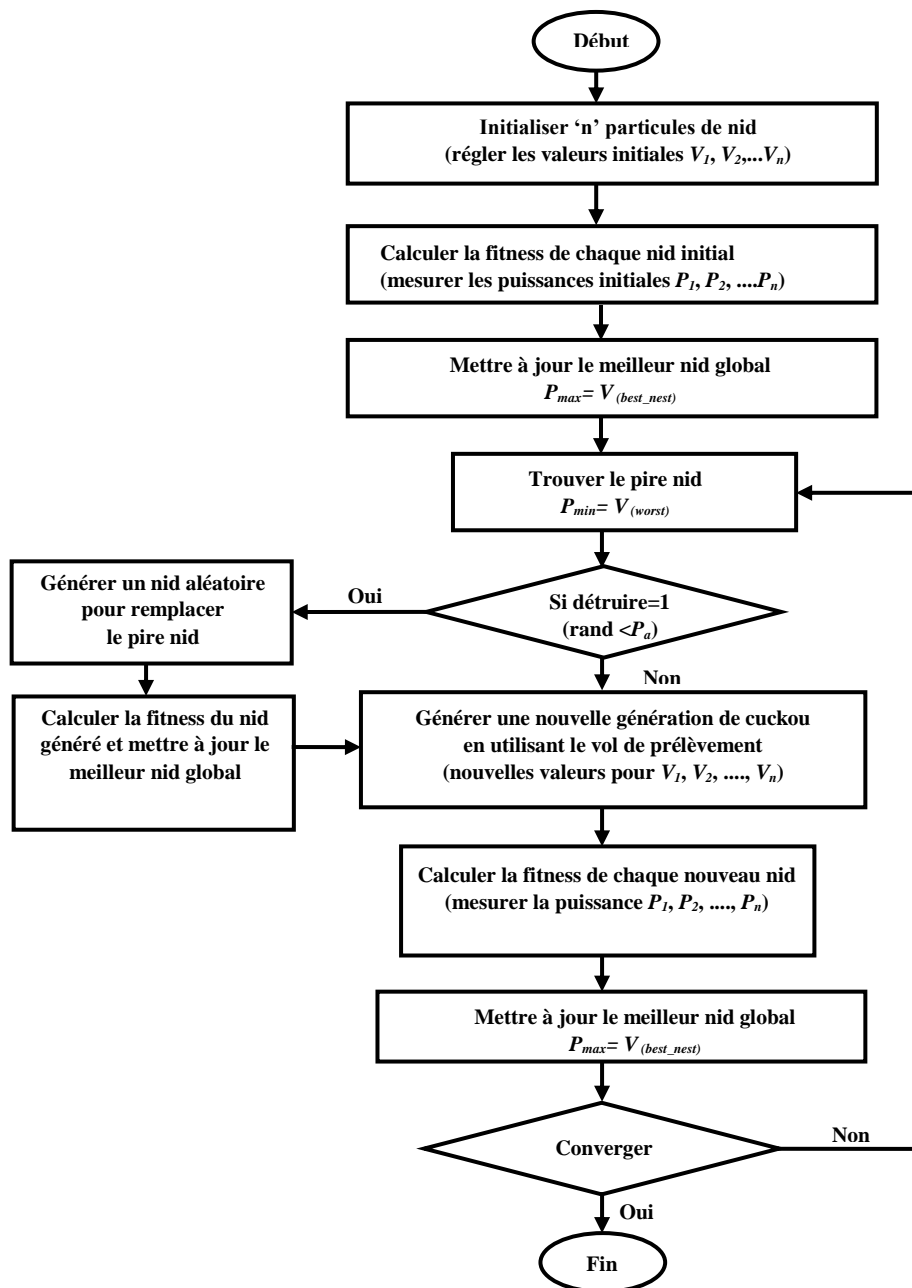 Début
Initialiser ‘n’ particules de nid
(régler les valeurs initiales V1, V2,...Vn)
Calculer la fitness de chaque nid initial
(mesurer les puissances initiales P1, P2, ....Pn)
Mettre à jour le meilleur nid global
Pmax= V(best_nest)
Trouver le pire nid
Pmin= V(worst)
Générer un nid aléatoire
pour remplacer
le pire nid
Oui
Si détruire=1
(rand <Pa)
Non
Calculer la fitness du nid
généré et mettre à jour le
meilleur nid global
Générer une nouvelle génération de cuckou
en utilisant le vol de prélèvement
(nouvelles valeurs pour V1, V2, ...., Vn)
Calculer la fitness de chaque nouveau nid
(mesurer la puissance P1, P2, ...., Pn)
Mettre à jour le meilleur nid global
Pmax= V(best_nest)
Converger
Non
Oui
Fin